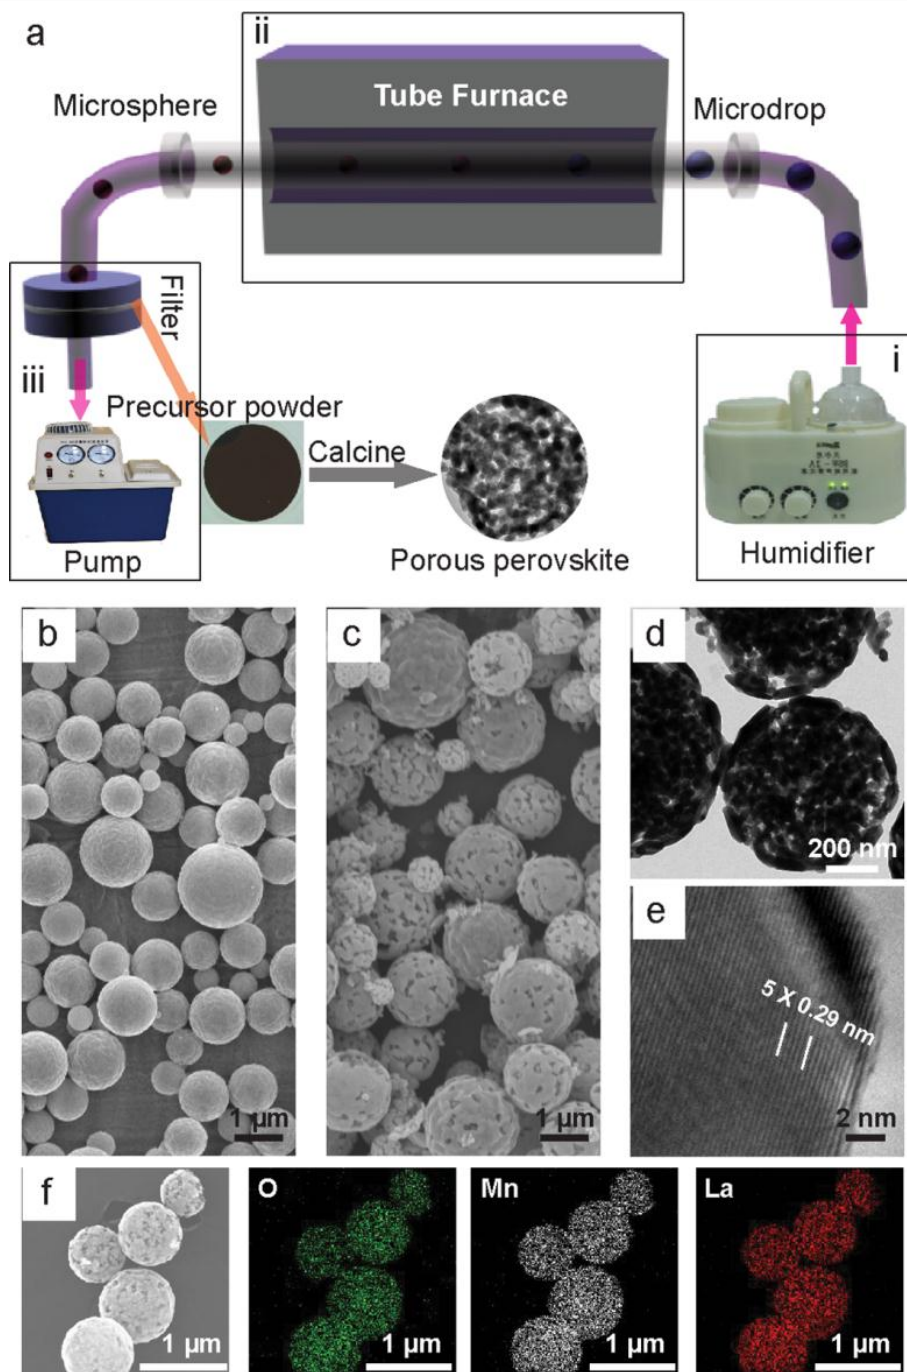 a
ii
Tube Furnace
Microsphere
Microdrop
Filter
iii
i
Precursor powder
Calcine
Pump
Porous perovskite
Humidifier
b
1 μm
c
1 μm
d
200 nm
e
5 X 0.29 nm
2 nm
f
1 μm
O
1 μm
Mn
1 μm
La
1 μm